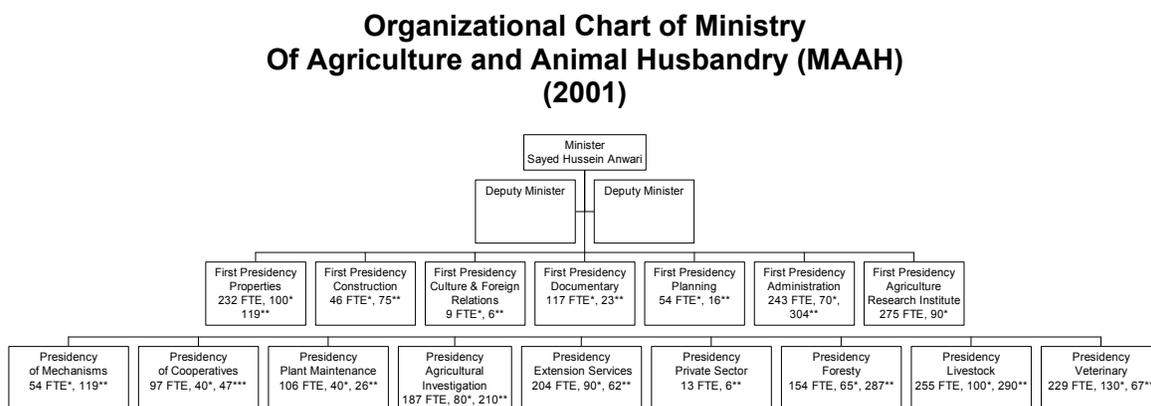 Organizational Chart of Ministry
Of Agriculture and Animal Husbandry (MAAH)
(2001)
Minister
Sayed Hussein Anwari
Deputy Minister
Deputy Minister
First Presidency
Properties
232 FTE, 100*
119**
First Presidency
Construction
46 FTE*, 75**
First Presidency
Culture & Foreign
Relations
9 FTE*, 6**
First Presidency
Documentary
117 FTE*, 23**
First Presidency
Planning
54 FTE*, 16**
First Presidency
Administration
243 FTE, 70*,
304**
First Presidency
Agriculture
Research Institute
275 FTE, 90*
Presidency
of Mechanisms
54 FTE*, 119**
Presidency
of Cooperatives
97 FTE, 40*, 47***
Presidency
Plant Maintenance
106 FTE, 40*, 26**
Presidency
Agricultural
Investigation
187 FTE, 80*, 210**
Presidency
Extension Services
204 FTE, 90*, 62**
Presidency
Private Sector
13 FTE, 6**
Presidency
Foresty
154 FTE, 65*, 287**
Presidency
Livestock
255 FTE, 100*, 290**
Presidency
Veterinary
229 FTE, 130*, 67**